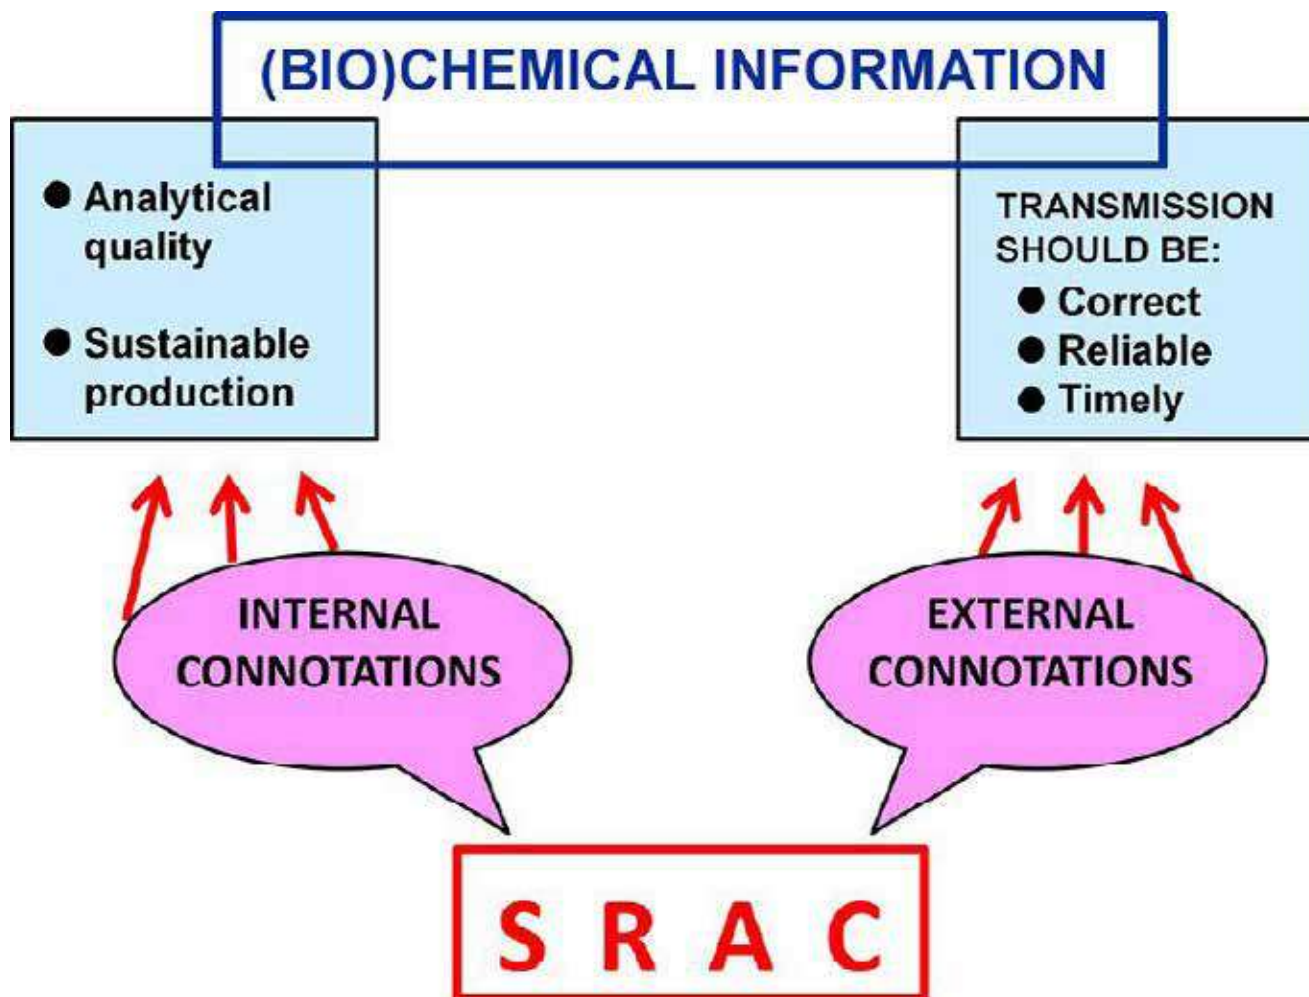 (BIO)CHEMICAL INFORMATION
● Analytical
quality
● Sustainable
production
TRANSMISSION
SHOULD BE:
● Correct
● Reliable
● Timely
INTERNAL
CONNOTATIONS
EXTERNAL
CONNOTATIONS
S R A C